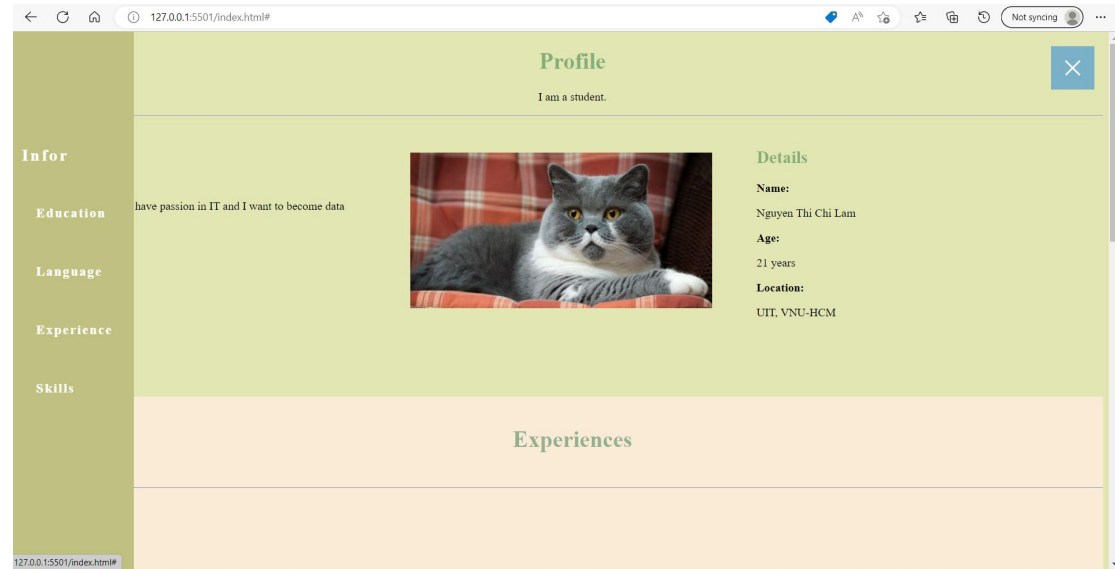 127.0.0.1:5501/index.html#
Not syncing
Profile
I am a student.
Infor
Education
Language
Experience
Skills
have passion in IT and I want to become data
Details
Name:
Nguyen Thi Chi Lam
Age:
21 years
Location:
UIT, VNU-HCM
Experiences
127.0.0.1:5501/index.html#